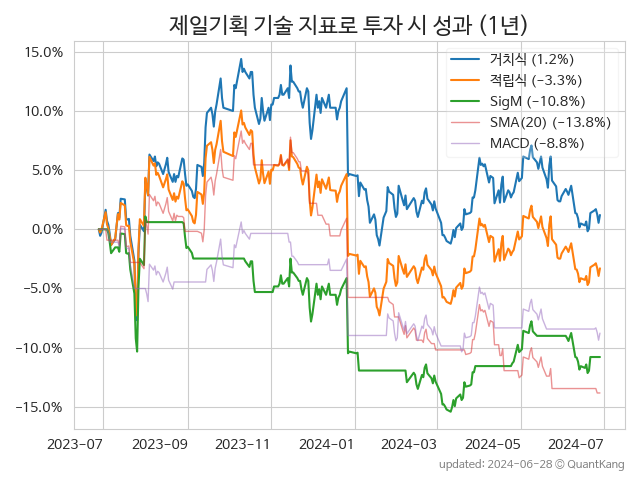 제일기획 기술 지표로 투자 시 성과 (1년)
15.0%
10.0%
5.0%
0.0%
−5.0%
−10.0%
−15.0%
거치식 (1.2%)
적립식 (−3.3%)
SigM (−10.8%)
SMA(20) (−13.8%)
MACD (−8.8%)
2023-07
2023-09
2023-11
2024-01
2024-03
2024-05
2024-07
updated: 2024-06-28 ⓒ QuantKang